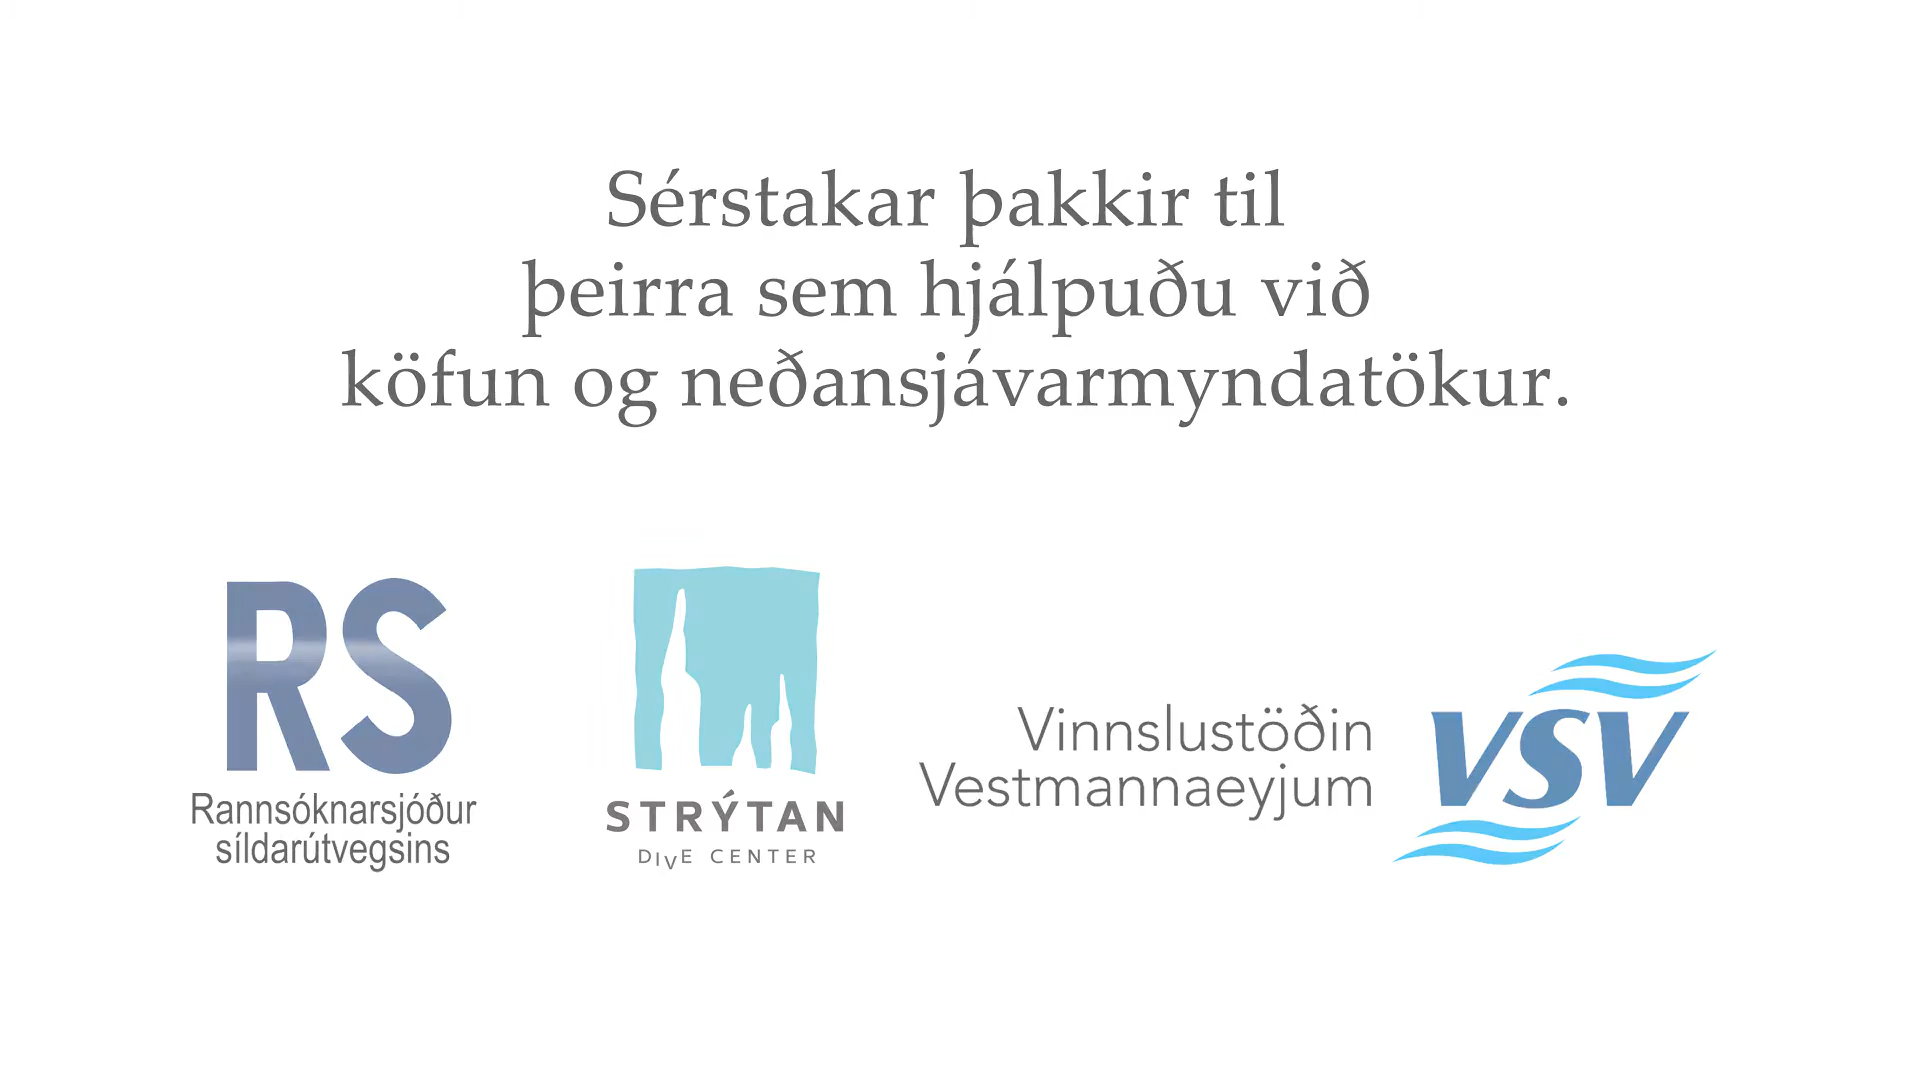 Sérstakar þakkir til
þeirra sem hjálpuðu við
köfun og neðansjávarmyndatökur.
RS
Rannsóknarsjóður
síldarútvegsins
STRÝTAN
DIVE CENTER
Vinnslustöðin
Vestmannaeyjum
VSV